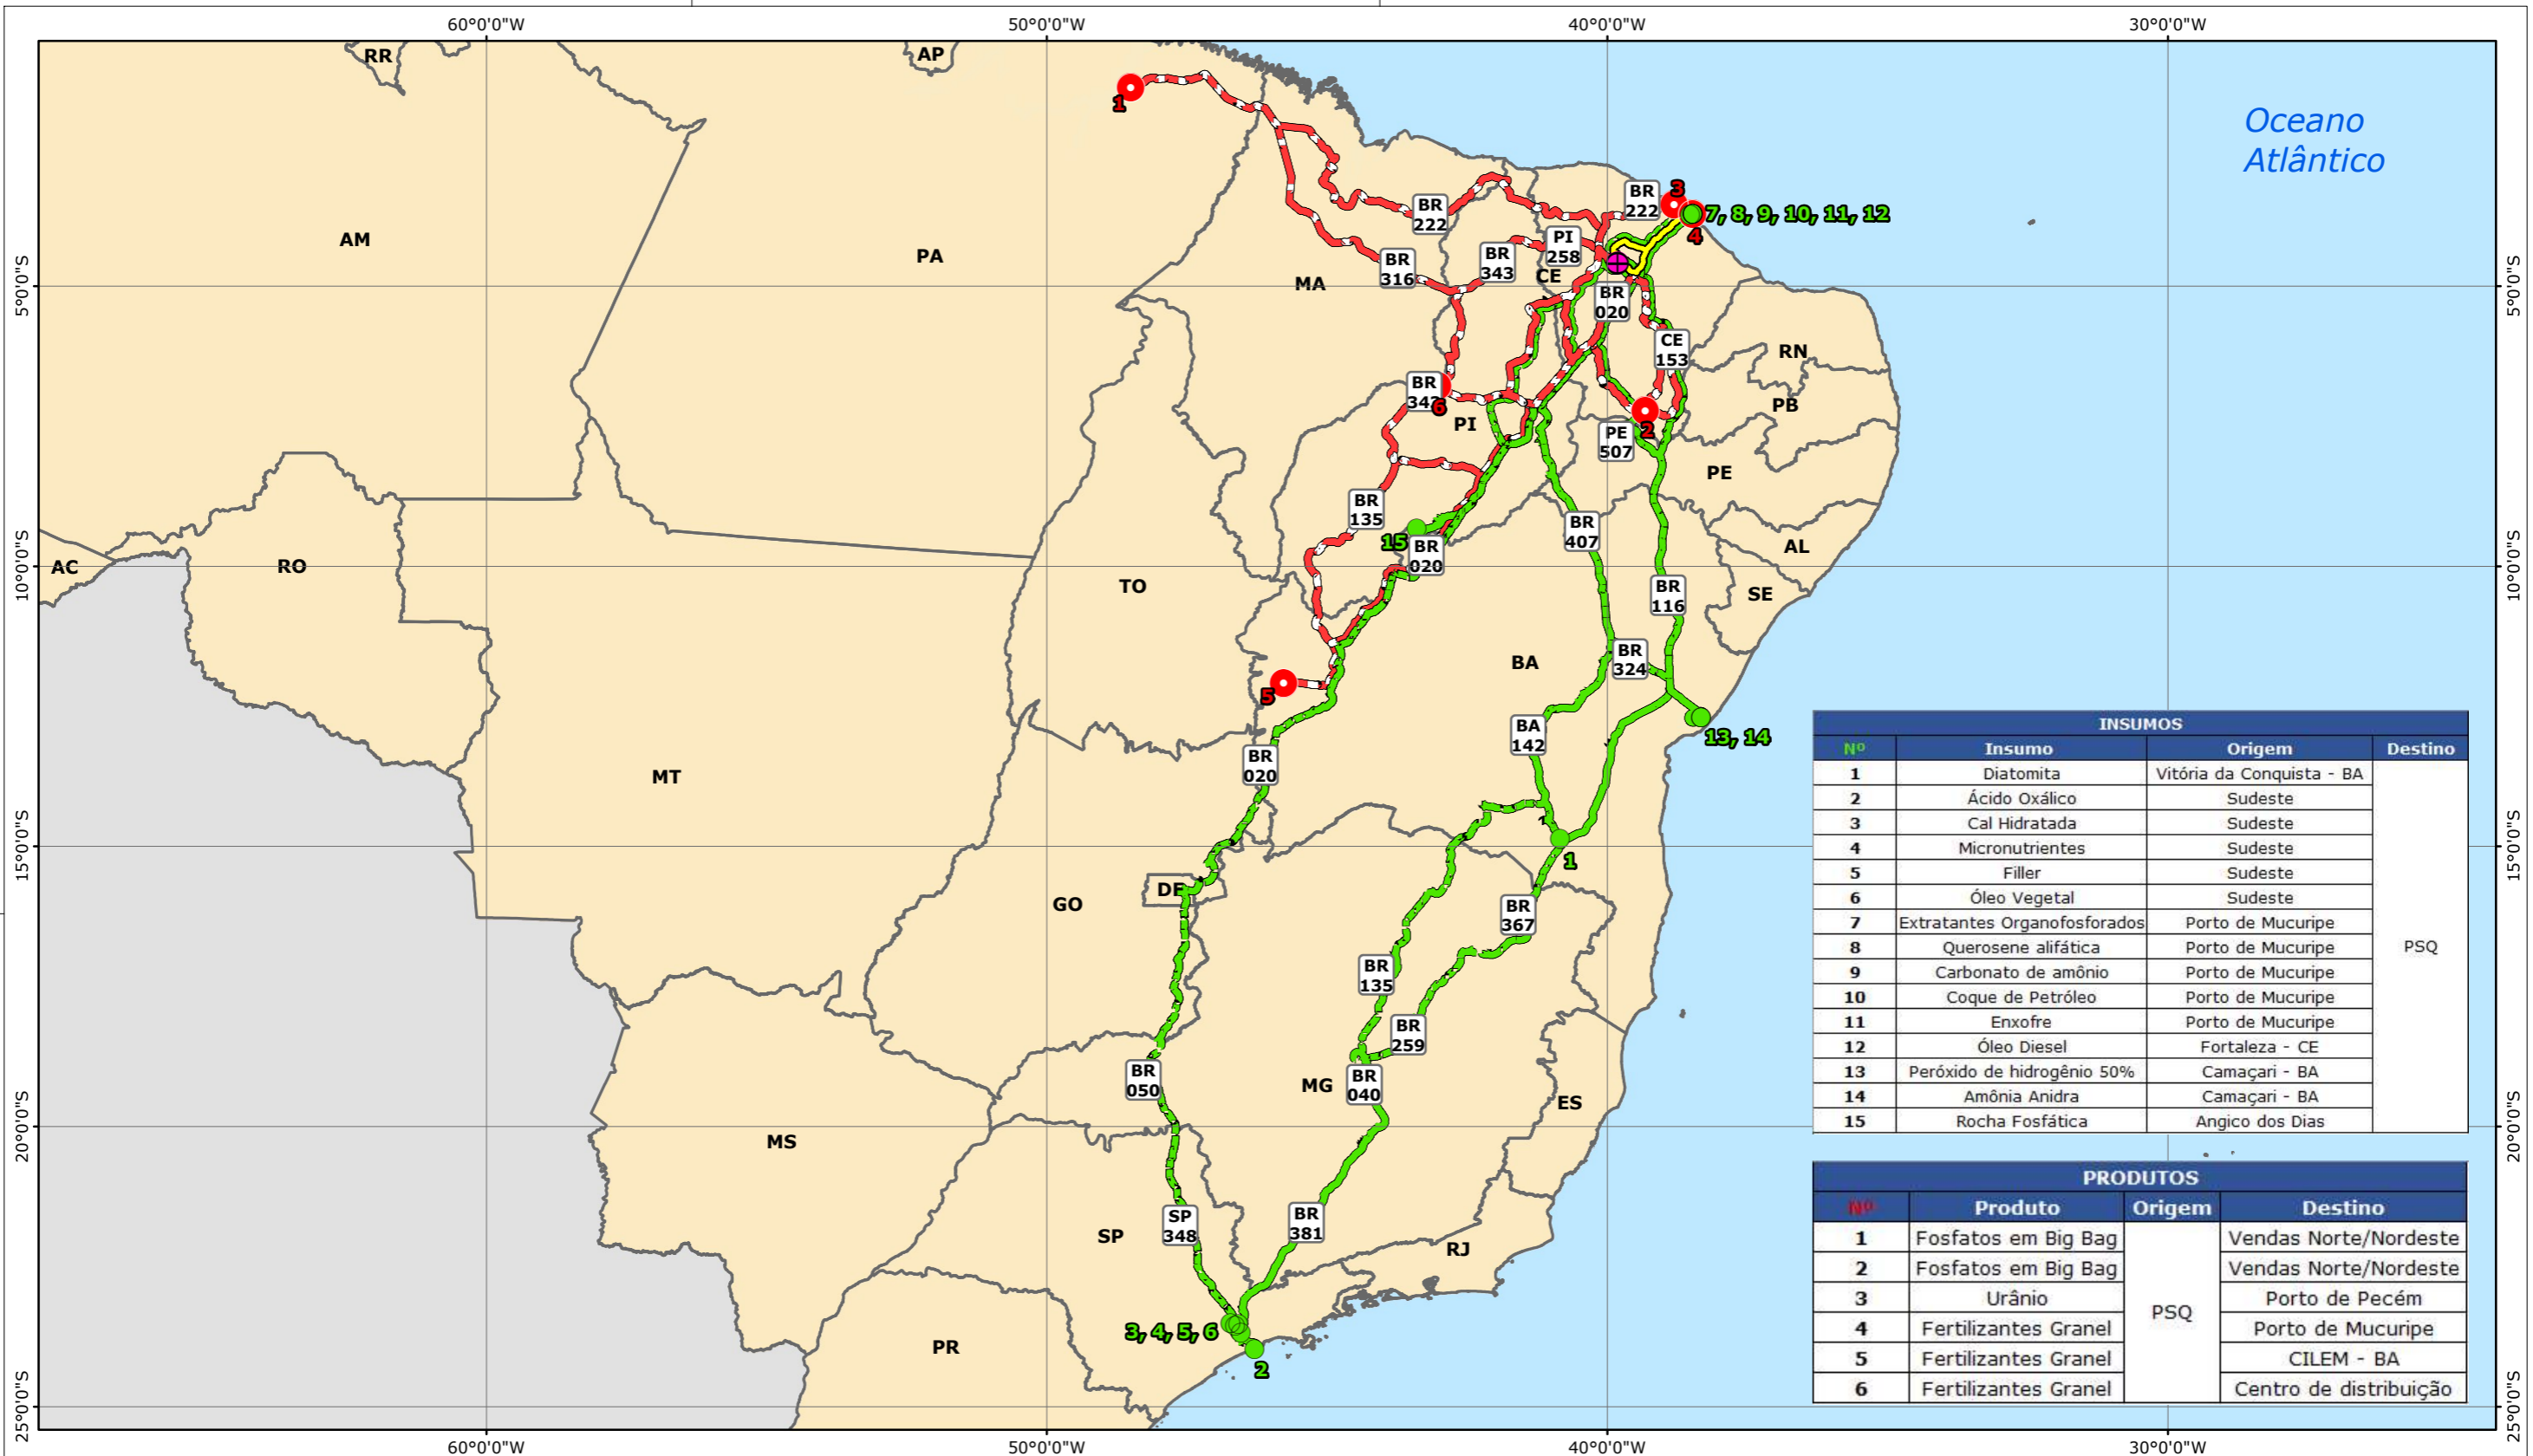 60°0'0"W 50°0'0"W 40°0'0"W 30°0'0"W
RR
AP
Oceano
Atlântico
1
3
BR
222
7, 8, 9, 10, 11, 12
4
BR
222
PI
258
AM
PA
BR
343
BR
316
CE
MA
5°0'0"S
5°0'0"S
BR
020
CE
153
RN
BR
343
6
PB
PI
2
PE
507
PE
BR
135
BR
407
15
BR
020
AL
10°0'0"S
10°0'0"S
AC
RO
TO
BR
116
SE
BR
324
BA
5
BA
142
13, 14
BR
020
MT
15°0'0"S
15°0'0"S
1
DF
GO
BR
367
BR
135
BR
259
BR
050
MG
BR
040
ES
20°0'0"S
20°0'0"S
MS
SP
348
BR
381
SP
RJ
3, 4, 5, 6
PR
2
25°0'0"S
25°0'0"S
INSUMOS
Nº Insumo Origem Destino
1 Diatomita Vitória da Conquista - BA
2 Ácido Oxálico Sudeste
3 Cal Hidratada Sudeste
4 Micronutrientes Sudeste
5 Filler Sudeste
6 Óleo Vegetal Sudeste
7 Extratantes Organofosforados Porto de Mucuripe
8 Querosene alifática Porto de Mucuripe PSQ
9 Carbonato de amônio Porto de Mucuripe
10 Coque de Petróleo Porto de Mucuripe
11 Enxofre Porto de Mucuripe
12 Óleo Diesel Fortaleza - CE
13 Peróxido de hidrogênio 50% Camaçari - BA
14 Amônia Anidra Camaçari - BA
15 Rocha Fosfática Angico dos Dias
PRODUTOS
Nº Produto Origem Destino
1 Fosfatos em Big Bag Vendas Norte/Nordeste
2 Fosfatos em Big Bag Vendas Norte/Nordeste
3 Urânio PSQ Porto de Pecém
4 Fertilizantes Granel Porto de Mucuripe
5 Fertilizantes Granel CILEM - BA
6 Fertilizantes Granel Centro de distribuição
60°0'0"W 50°0'0"W 40°0'0"W 30°0'0"W